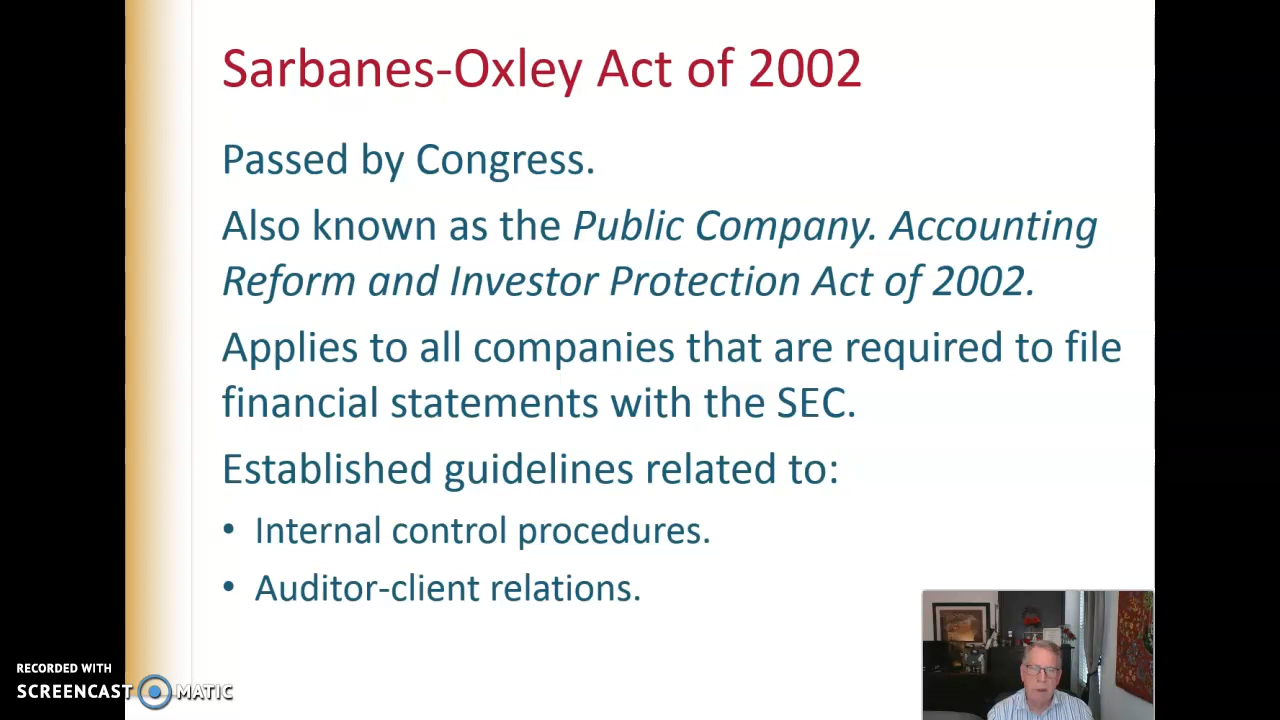 Sarbanes-Oxley Act of 2002
Passed by Congress.
Also known as the Public Company. Accounting
Reform and Investor Protection Act of 2002.
Applies to all companies that are required to file
financial statements with the SEC.
Established guidelines related to:
• Internal control procedures.
• Auditor-client relations.
RECORDED WITH
SCREENCAST MATIC